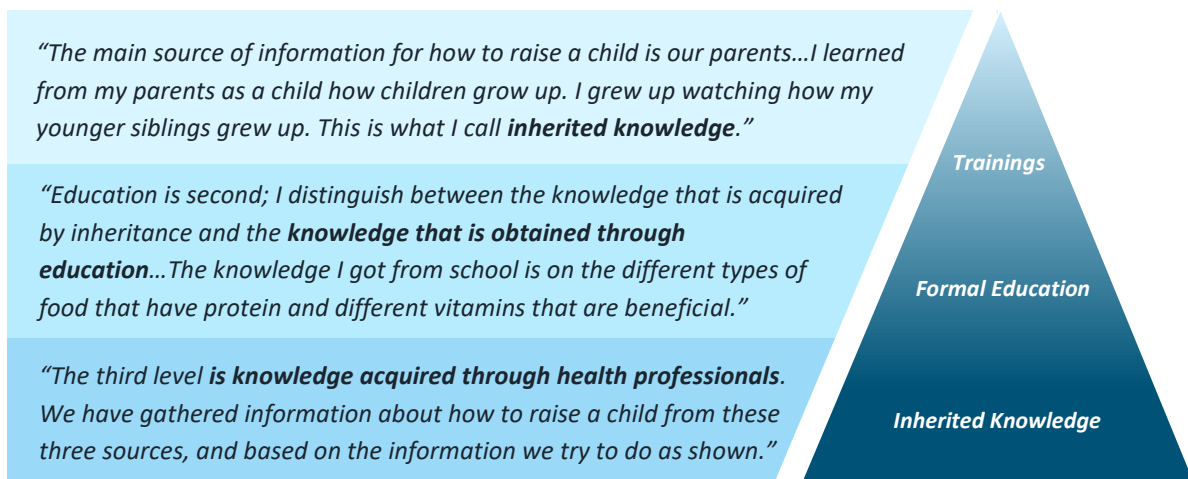 “The main source of information for how to raise a child is our parents…I learned
from my parents as a child how children grow up. I grew up watching how my
younger siblings grew up. This is what I call inherited knowledge.”
“Education is second; I distinguish between the knowledge that is acquired
by inheritance and the knowledge that is obtained through
education…The knowledge I got from school is on the different types of
food that have protein and different vitamins that are beneficial.”
“The third level is knowledge acquired through health professionals.
We have gathered information about how to raise a child from these
three sources, and based on the information we try to do as shown.”
Trainings
Formal Education
Inherited Knowledge